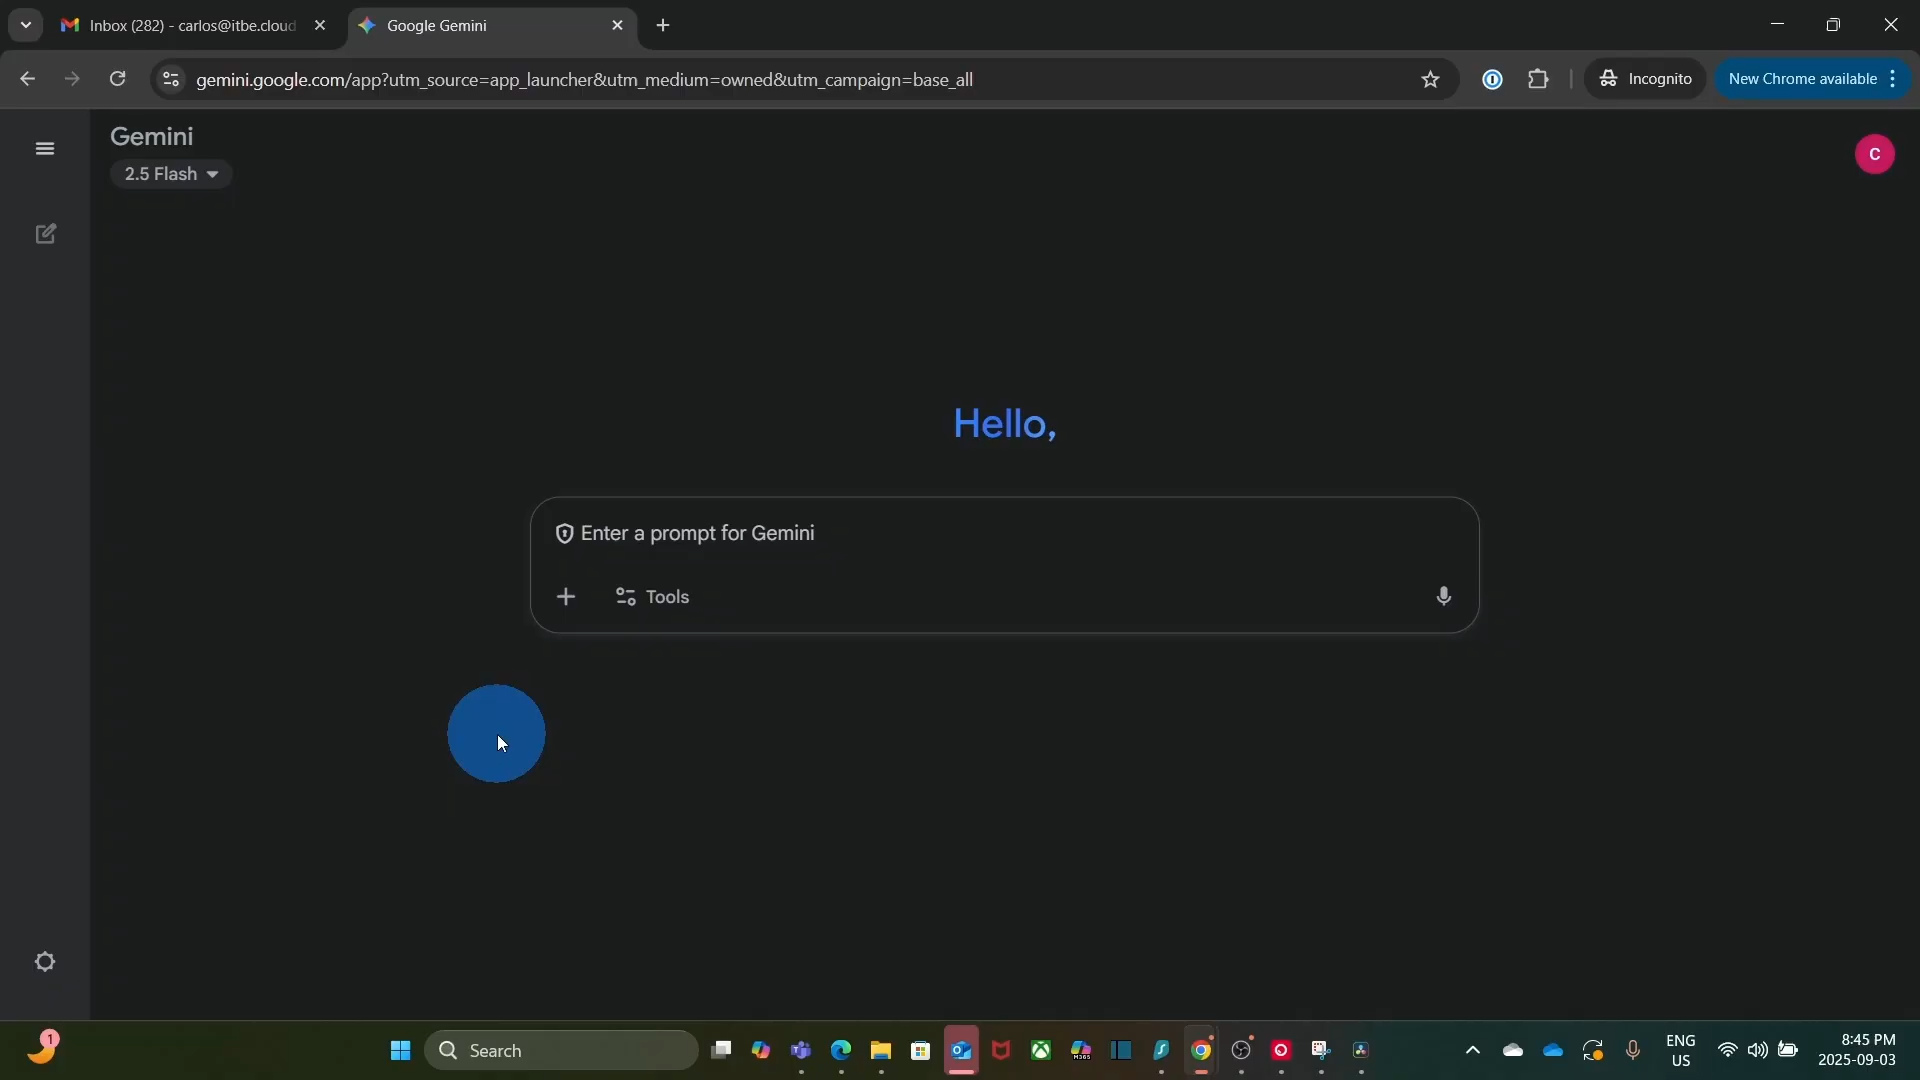 Inbox (282) - carlos@itbe.cloud
Google Gemini
gemini.google.com/app?utm_source=app_launcher&utm_medium=owned&utm_campaign=base_all
Incognito
New Chrome available
Gemini
2.5 Flash
C
Hello,
Enter a prompt for Gemini
Tools
1
Search
M365
ENG
US
8:45 PM
2025-09-03